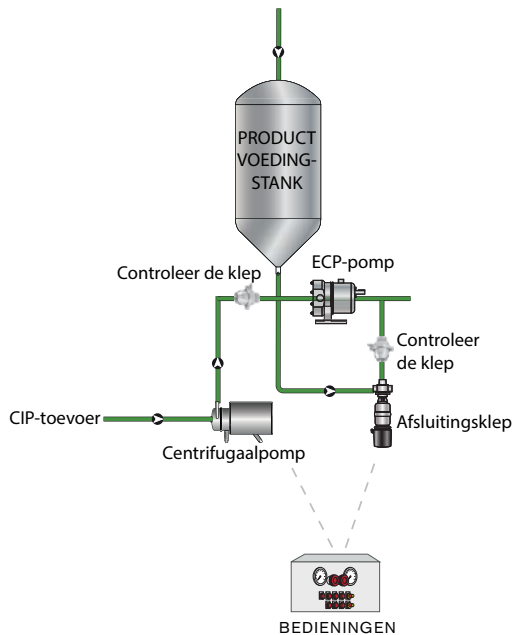 PRODUCT
VOEDING-
STANK
ECP-pomp
Controleer de klep
Controleer
de klep
CIP-toevoer
Afsluitingsklep
Centrifugaalpomp
BEDIENINGEN